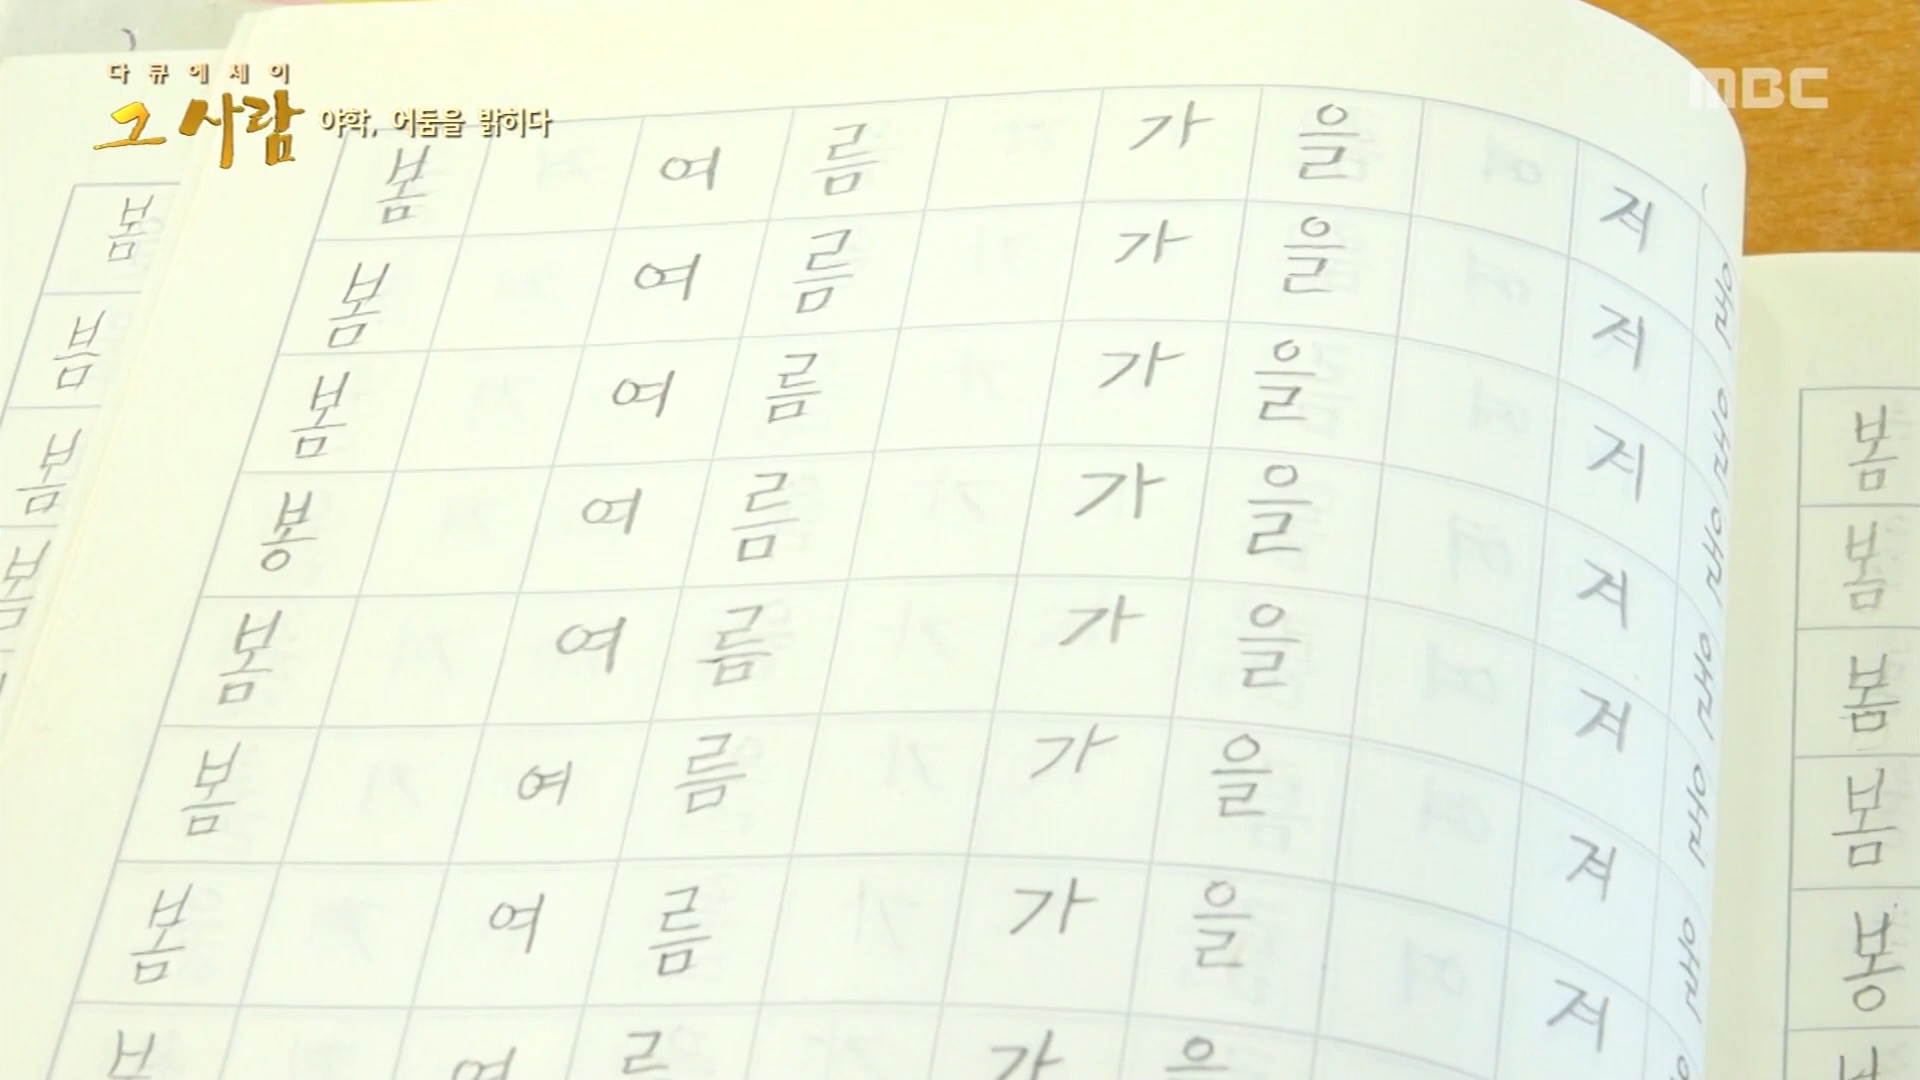 다큐에세이
그 사람 야학, 어둠을 밝히다
MBC
봄
븜
봄
봄
봄 여름 가을 겨울
봄 여름 가을 겨울
봄 여름 가을 겨울
봉 여름 가을 겨울
봄 여름 가을 겨울
봄 여름 가을 겨울
봄 여름 가을 겨울
봄
봄
봄
봄
봉